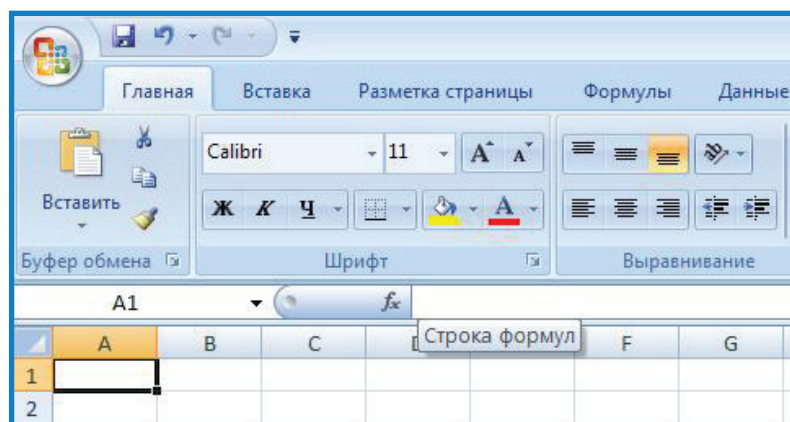 Главная Вставка Разметка страницы Формулы Данные
Calibri 11 A A
Вставить Ж К Ч A
Буфер обмена Шрифт Выравнивание
A1 fx
Строка формул
A B C F G
1
2